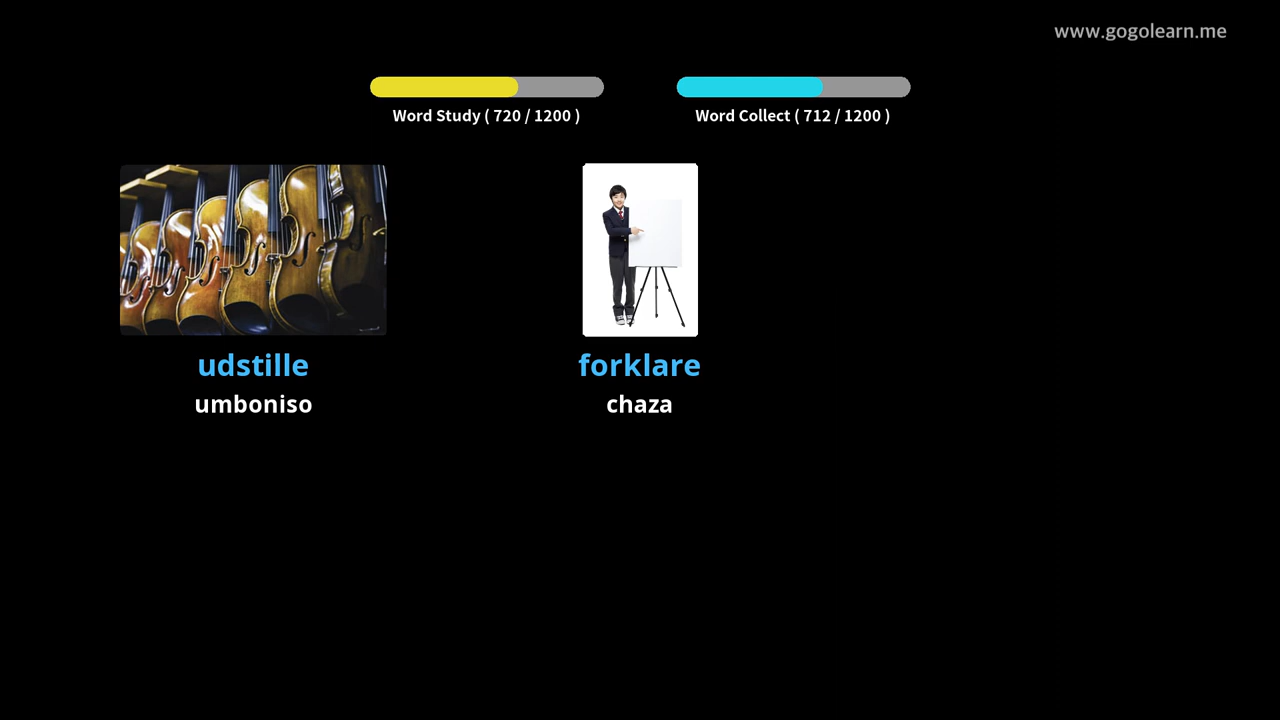 www.gogolearn.me
Word Study ( 720 / 1200 )
Word Collect ( 712 / 1200 )
udstille
umboniso
forklare
chaza